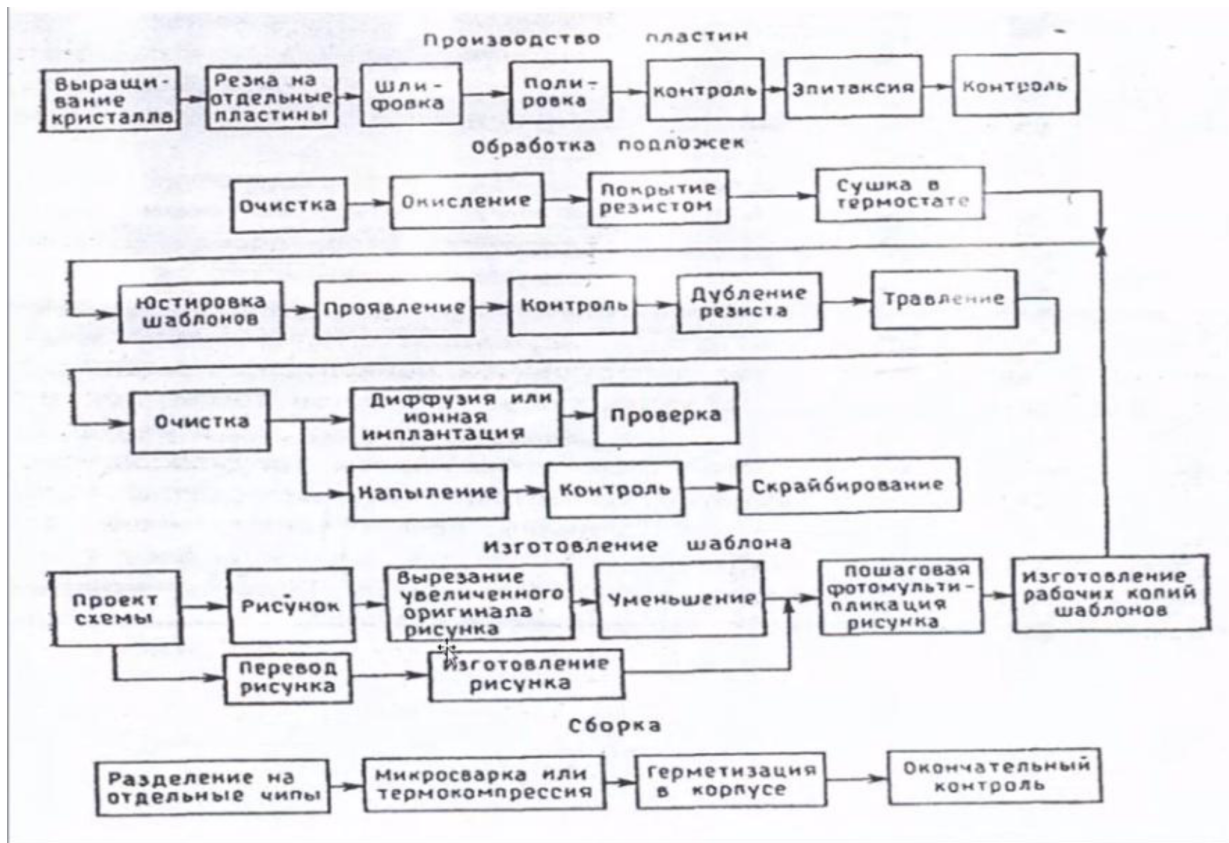 Производство пластин
Выращи-
вание
кристалла
Резка на
отдельные
пластины
Шли-
фовка
Поли-
ровка
Контроль
Эпитаксия
Контроль
Обработка подложек
Очистка
Окисление
Покрытие
резистом
Сушка в
термостате
Юстировка
шаблонов
Проявление
Контроль
Дубление
резиста
Травление
Очистка
Диффузия или
ионная
имплантация
Проверка
Напыление
Контроль
Скрайбирование
Изготовление шаблона
Проект
схемы
Рисунок
Вырезание
увеличенного
оригинала
рисунка
Уменьшение
Пошаговая
фотомульти-
пликация
рисунка
Изготовление
рабочих копий
шаблонов
Перевод
рисунка
Изготовление
рисунка
Сборка
Разделение на
отдельные чипы
Микросварка или
термокомпрессия
Герметизация
в корпусе
Окончательный
контроль